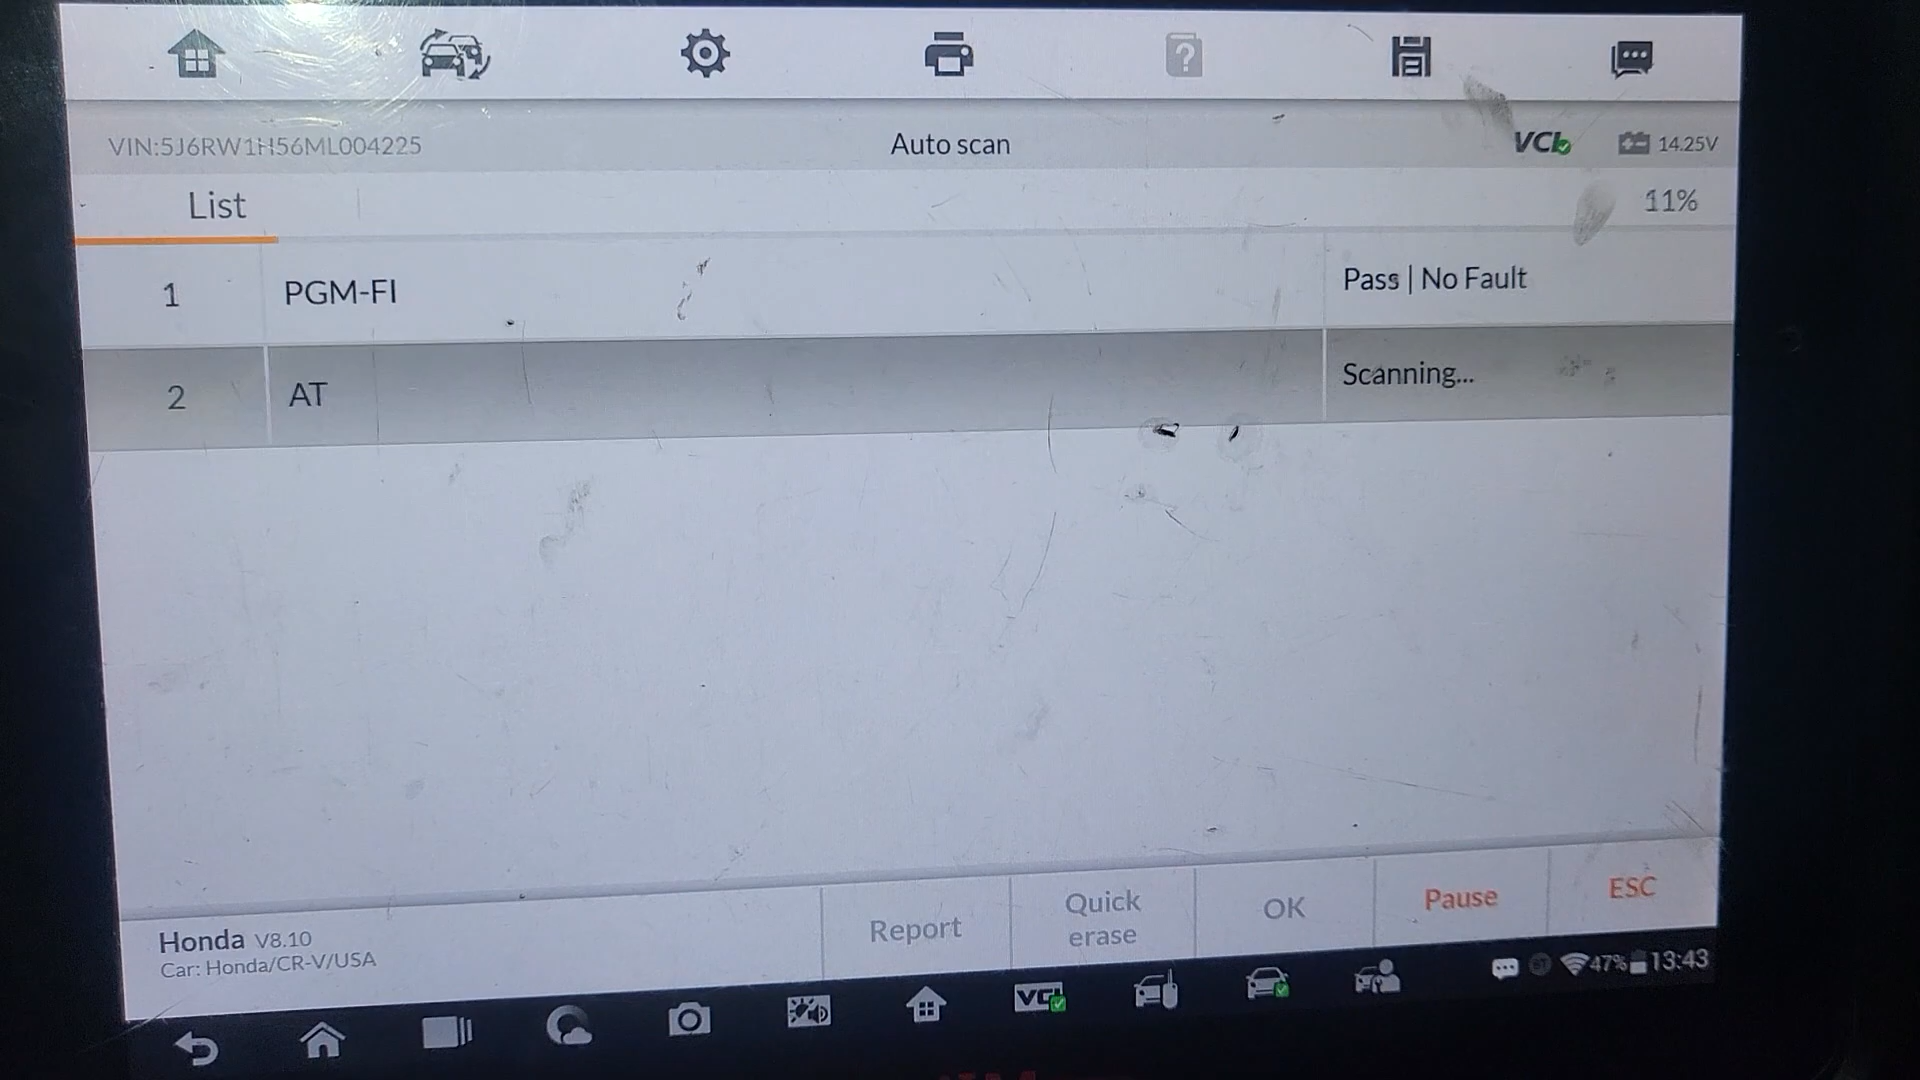 VIN:5J6RW1H56ML004225
Auto scan
VCI
14.25V
List
11%
1
PGM-FI
Pass | No Fault
2
AT
Scanning...
Honda V8.10
Car: Honda/CR-V/USA
Report
Quick
erase
OK
Pause
ESC
VCI
47%
13:43